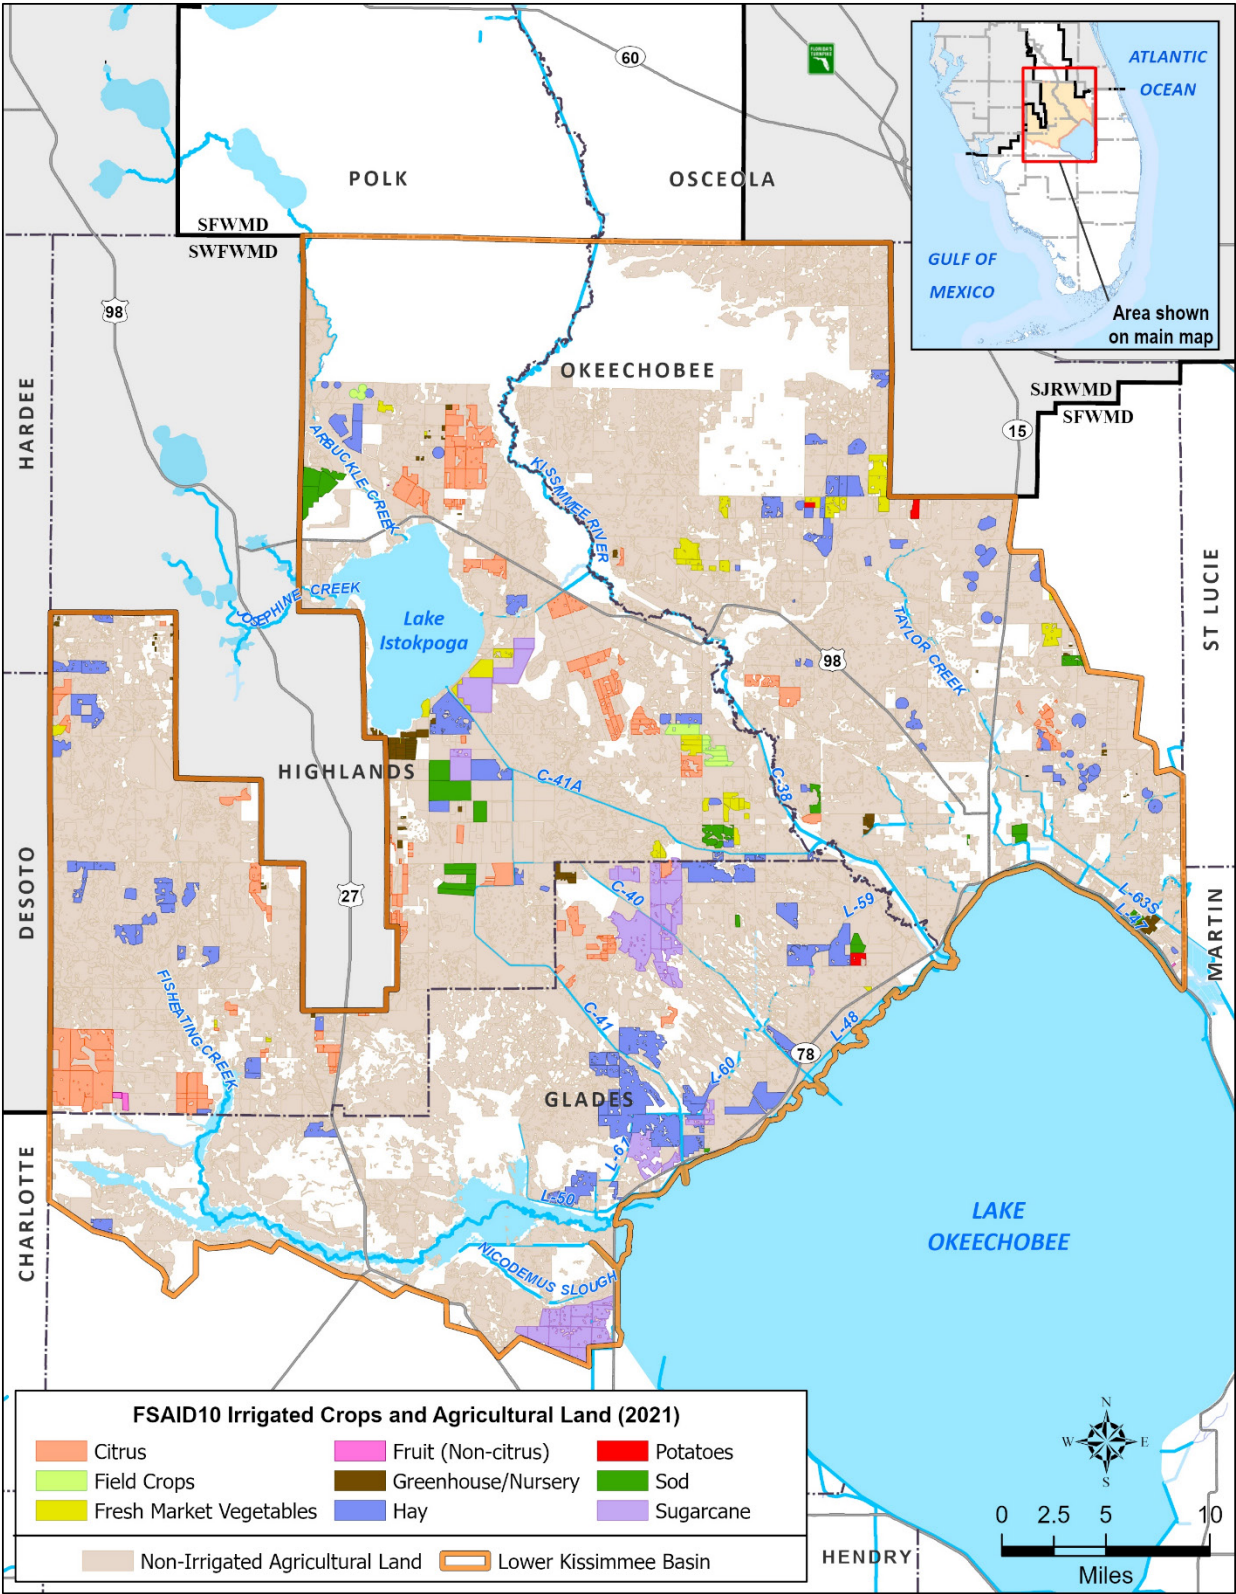 60
FLORIDA'S
TURNPIKE
ATLANTIC
OCEAN
GULF OF
MEXICO
Area shown
on main map
POLK
OSCEOLA
SFWMD
SWFWMD
98
HARDEE
OKEECHOBEE
SJRWMD
SFWMD
15
ARBUCKLE CREEK
KISSIMMEE RIVER
JOSEPHINE CREEK
Lake
Istokpoga
TAYLOR CREEK
ST LUCIE
98
HIGHLANDS
C-41A
C-38
DESOTO
27
C-40
L-59
L-63S
L-47
MARTIN
FISHEATING CREEK
C-41
L-48
78
L-60
GLADES
L-61
CHARLOTTE
L-50
NICODEMUS SLOUGH
LAKE
OKEECHOBEE
FSAID10 Irrigated Crops and Agricultural Land (2021)
Citrus
Fruit (Non-citrus)
Potatoes
Field Crops
Greenhouse/Nursery
Sod
Fresh Market Vegetables
Hay
Sugarcane
Non-Irrigated Agricultural Land
Lower Kissimmee Basin
N
W
E
S
0 2.5 5 10
Miles
HENDRY